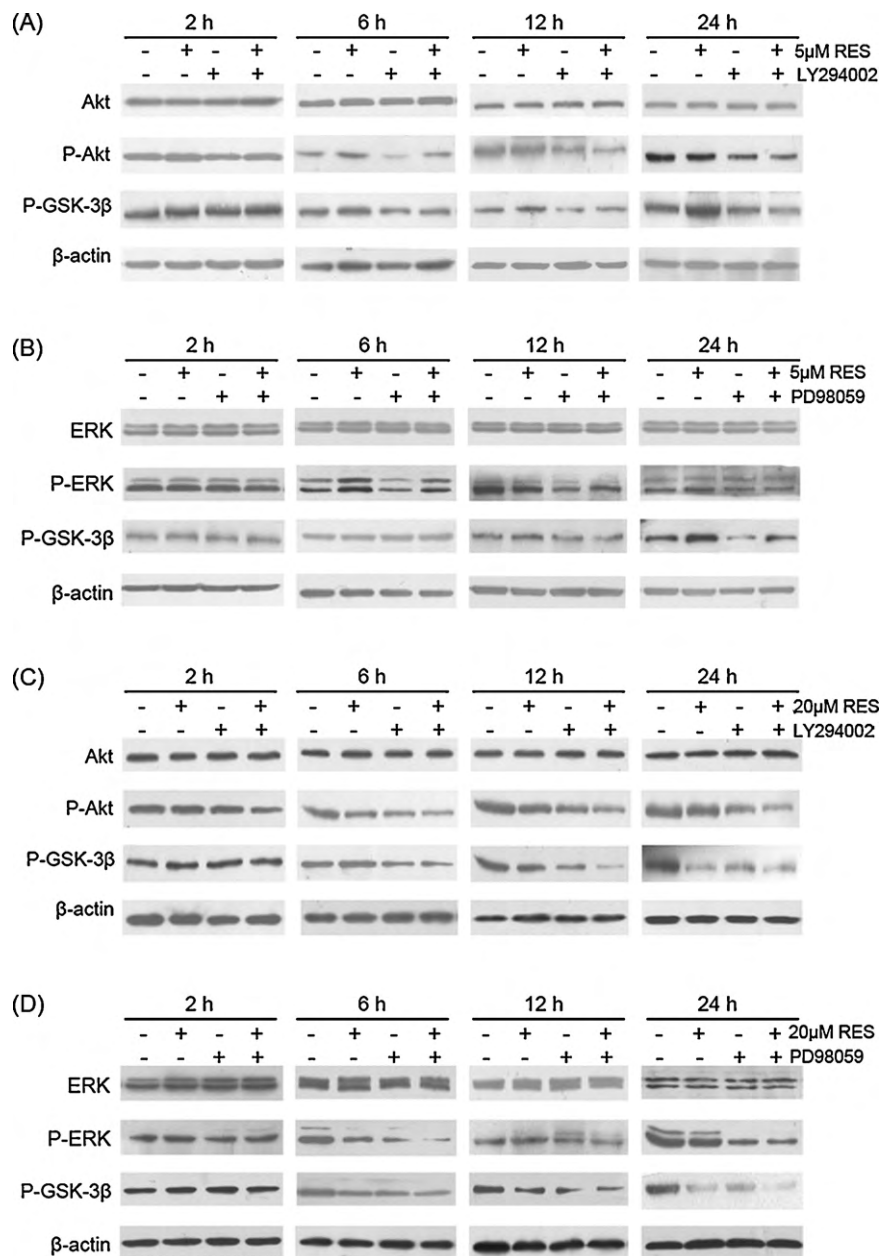 (A)
2 h 6 h 12 h 24 h
- + - + - + - + - + - + - + - + 5μM RES
- - + + - - + + - - + + - - + + LY294002
Akt
P-Akt
P-GSK-3β
β-actin
(B)
2 h 6 h 12 h 24 h
- + - + - + - + - + - + - + - + 5μM RES
- - + + - - + + - - + + - - + + PD98059
ERK
P-ERK
P-GSK-3β
β-actin
(C)
2 h 6 h 12 h 24 h
- + - + - + - + - + - + - + - + 20μM RES
- - + + - - + + - - + + - - + + LY294002
Akt
P-Akt
P-GSK-3β
β-actin
(D)
2 h 6 h 12 h 24 h
- + - + - + - + - + - + - + - + 20μM RES
- - + + - - + + - - + + - - + + PD98059
ERK
P-ERK
P-GSK-3β
β-actin